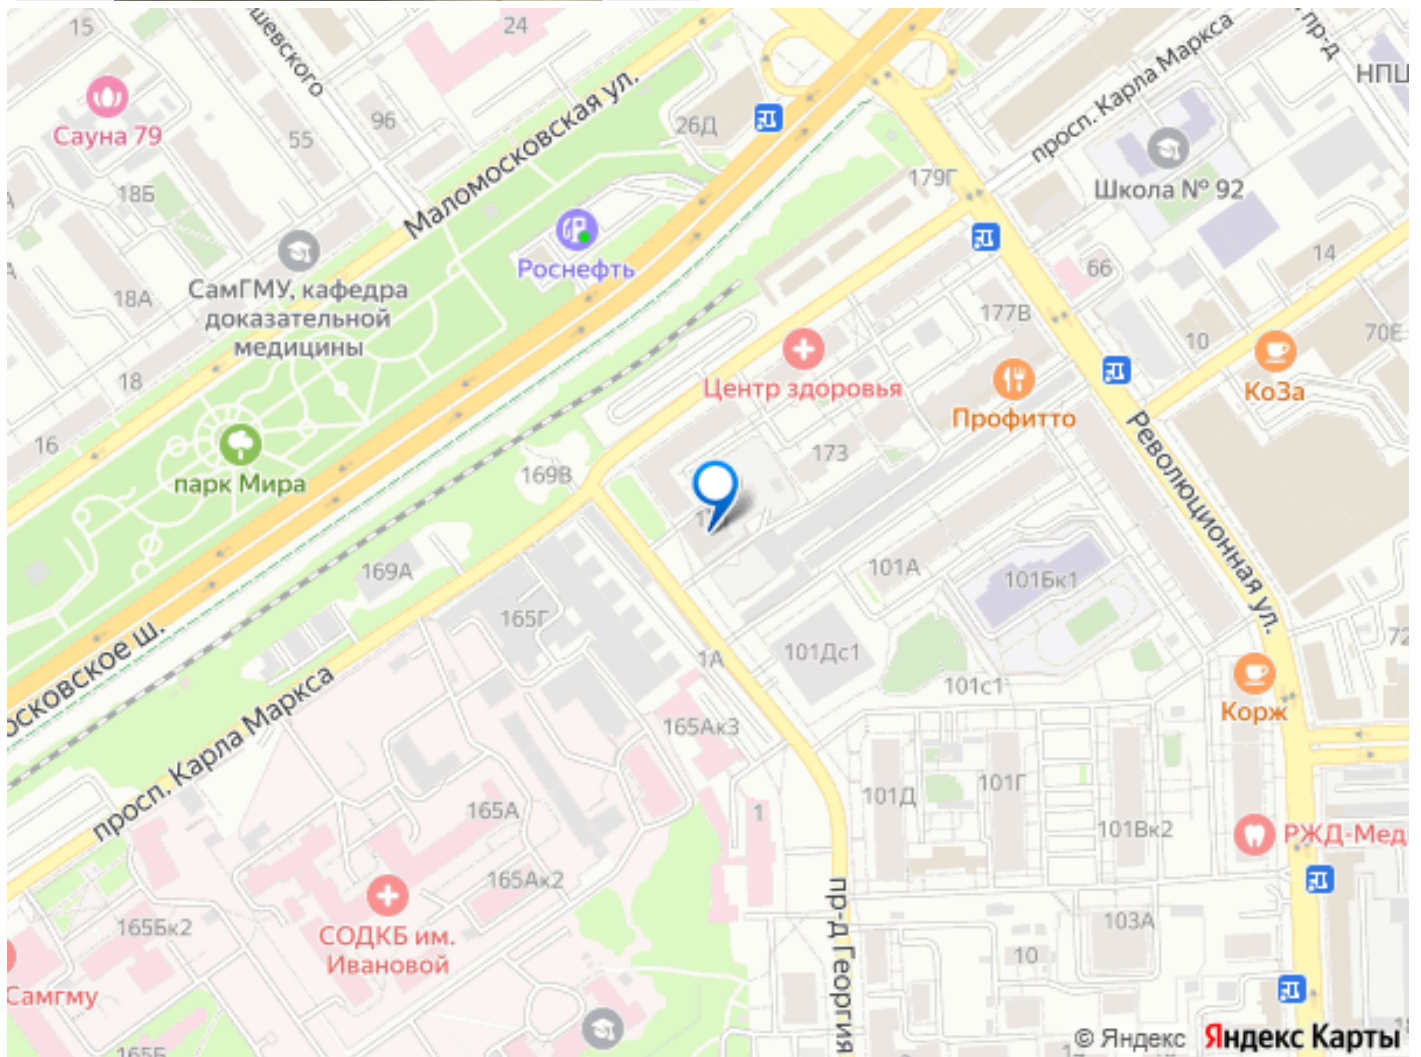 15
24
шевского
просп. Карла Маркса
пр-д
НПЦ
Сауна 79
96
55
26Д
Маломосковская ул.
179Г
Школа № 92
18Б
Роснефть
66
14
СамГМУ, кафедра
доказательной
медицины
18А
177В
10
70Е
18
Центр здоровья
КоЗа
Профитто
16
парк Мира
169В
173
Революционная ул.
169А
101А
101Бк1
165Г
осковское ш.
1А
101Дс1
72
101с1
просп. Карла Маркса
165Ак3
Корж
101Д
101Г
165А
1
101Вк2
РЖД-Мед
165Ак2
пр-д Георгия
103А
165Бк2
СОДКБ им.
Ивановой
10
Самгму
165Б
© Яндекс Яндекс Карты